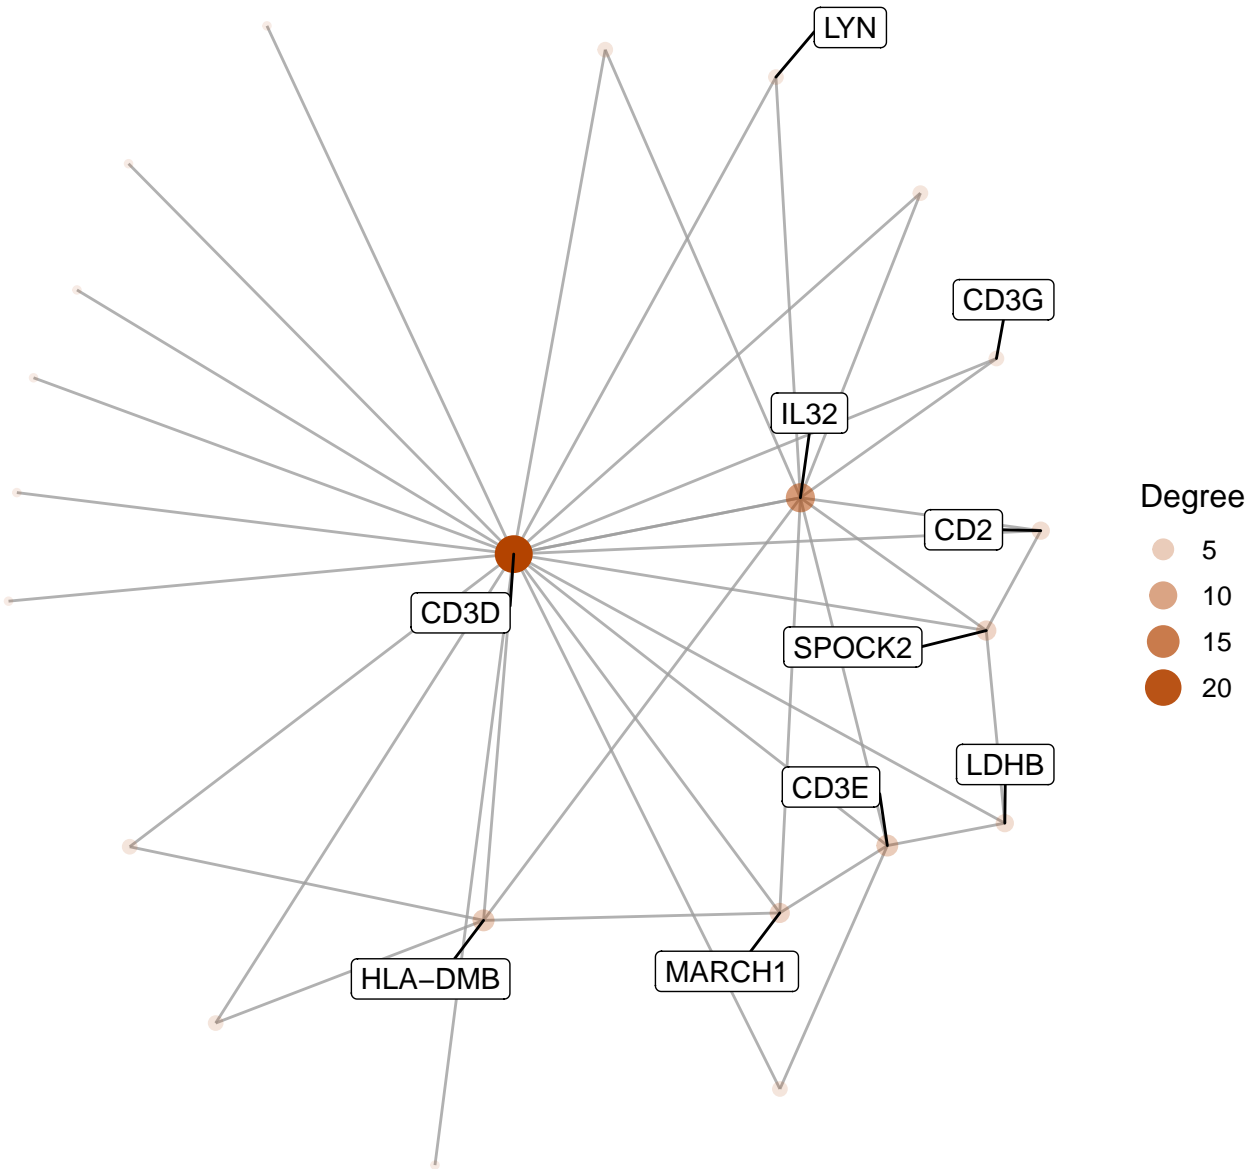 LYN
CD3G
IL32
CD2
CD3D
SPOCK2
LDHB
CD3E
HLA−DMB
MARCH1
Degree
5
10
15
20